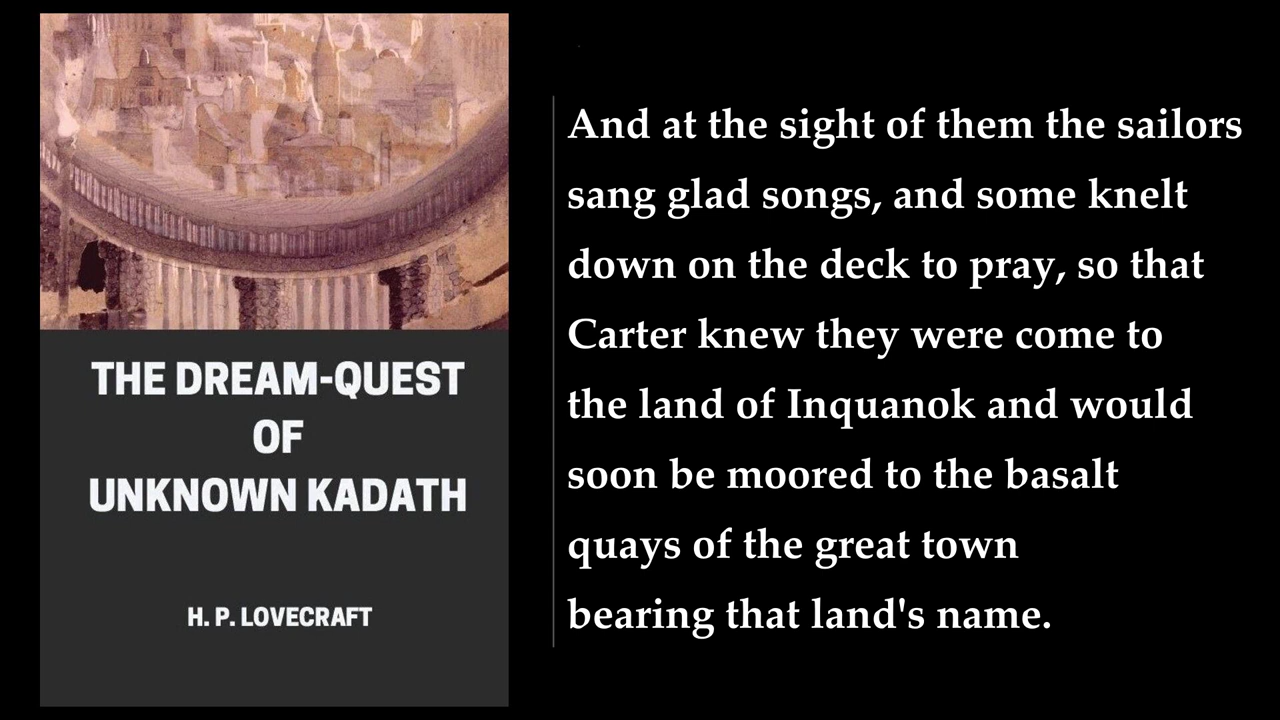 THE DREAM-QUEST
OF
UNKNOWN KADATH
H. P. LOVECRAFT
And at the sight of them the sailors
sang glad songs, and some knelt
down on the deck to pray, so that
Carter knew they were come to
the land of Inquanok and would
soon be moored to the basalt
quays of the great town
bearing that land's name.